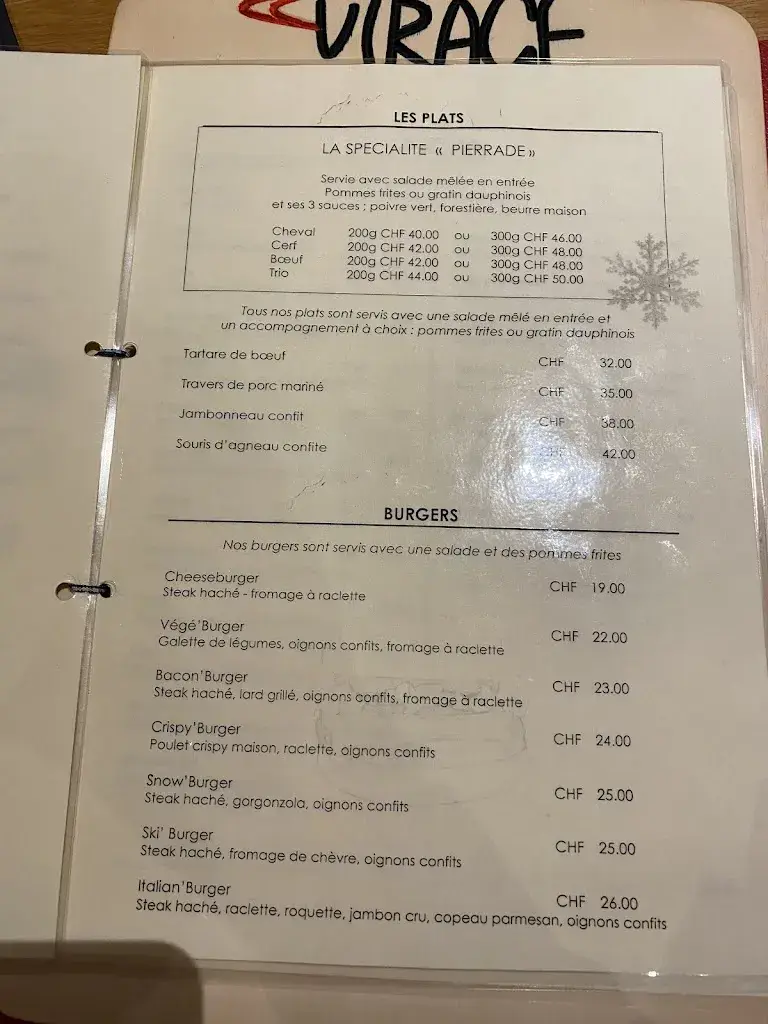 VIRAGE
LES PLATS
LA SPECIALITE « PIERRADE »
Servie avec salade mêlée en entrée
Pommes frites ou gratin dauphinois
et ses 3 sauces : poivre vert, forestière, beurre maison
Cheval 200g CHF 40.00 ou 300g CHF 46.00
Cerf 200g CHF 42.00 ou 300g CHF 48.00
Bœuf 200g CHF 42.00 ou 300g CHF 48.00
Trio 200g CHF 44.00 ou 300g CHF 50.00
Tous nos plats sont servis avec une salade mêlé en entrée et
un accompagnement à choix : pommes frites ou gratin dauphinois
Tartare de bœuf CHF 32.00
Travers de porc mariné CHF 35.00
Jambonneau confit CHF 38.00
Souris d'agneau confite CHF 42.00
BURGERS
Nos burgers sont servis avec une salade et des pommes frites
Cheeseburger CHF 19.00
Steak haché - fromage à raclette
Végé'Burger CHF 22.00
Galette de légumes, oignons confits, fromage à raclette
Bacon'Burger CHF 23.00
Steak haché, lard grillé, oignons confits, fromage à raclette
Crispy'Burger CHF 24.00
Poulet crispy maison, raclette, oignons confits
Snow'Burger CHF 25.00
Steak haché, gorgonzola, oignons confits
Ski' Burger CHF 25.00
Steak haché, fromage de chèvre, oignons confits
Italian'Burger CHF 26.00
Steak haché, raclette, roquette, jambon cru, copeau parmesan, oignons confits